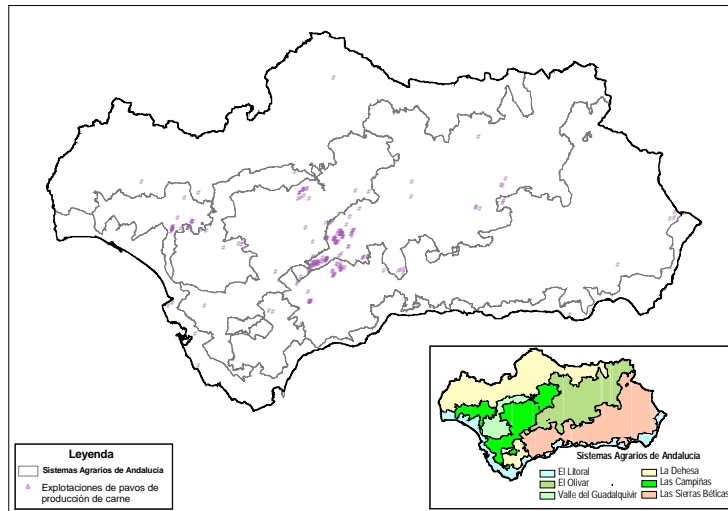 Leyenda
Sistemas Agrarios de Andalucía
Explotaciones de pavos de
producción de carne
Sistemas Agrarios de Andalucía
El Litoral
La Dehesa
El Olivar
Las Campiñas
Valle del Guadalquivir
Las Sierras Béticas